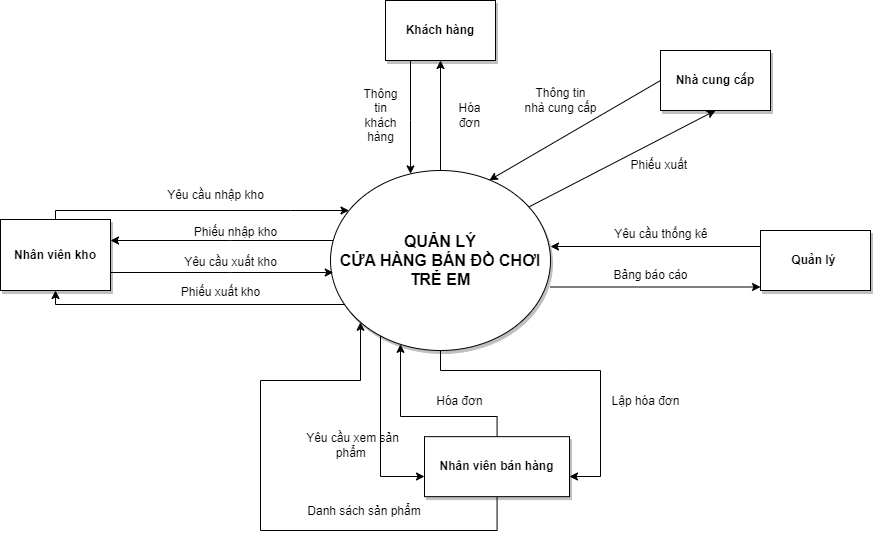 Khách hàng
Nhà cung cấp
Thông
tin
khách
hàng
Hóa
đơn
Thông tin
nhà cung cấp
Phiếu xuất
Yêu cầu nhập kho
Phiếu nhập kho
Nhân viên kho
Yêu cầu xuất kho
Phiếu xuất kho
QUẢN LÝ
CỬA HÀNG BÁN ĐỒ CHƠI
TRẺ EM
Yêu cầu thống kê
Quản lý
Bảng báo cáo
Hóa đơn
Lập hóa đơn
Yêu cầu xem sản
phẩm
Nhân viên bán hàng
Danh sách sản phẩm